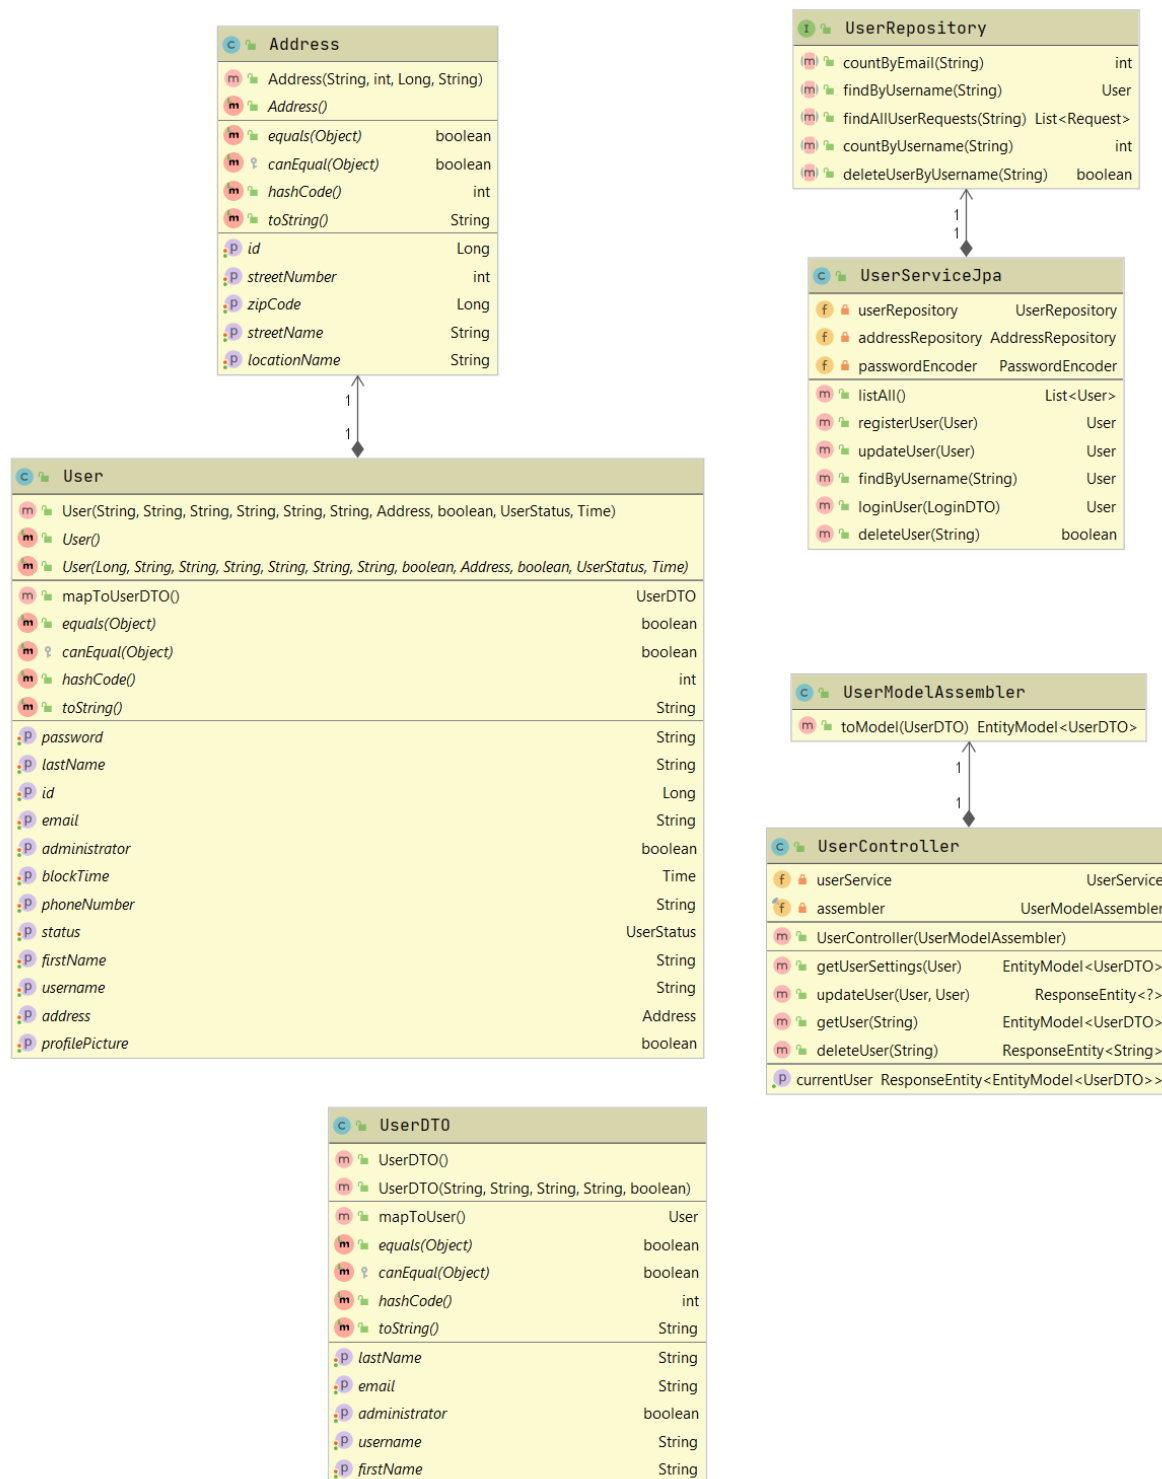 Address
Address(String, int, Long, String)
Address()
equals(Object) boolean
canEqual(Object) boolean
hashCode() int
toString() String
id Long
streetNumber int
zipCode Long
streetName String
locationName String
1
1
User
User(String, String, String, String, String, String, Address, boolean, UserStatus, Time)
User()
User(Long, String, String, String, String, String, String, boolean, Address, boolean, UserStatus, Time)
mapToUserDTO() UserDTO
equals(Object) boolean
canEqual(Object) boolean
hashCode() int
toString() String
password String
lastName String
id Long
email String
administrator boolean
blockTime Time
phoneNumber String
status UserStatus
firstName String
username String
address Address
profilePicture boolean
UserDTO
UserDTO()
UserDTO(String, String, String, String, boolean)
mapToUser() User
equals(Object) boolean
canEqual(Object) boolean
hashCode() int
toString() String
lastName String
email String
administrator boolean
username String
firstName String
UserRepository
countByEmail(String) int
findByUsername(String) User
findAllUserRequests(String) List<Request>
countByUsername(String) int
deleteUserByUsername(String) boolean
1
1
UserServiceJpa
userRepository UserRepository
addressRepository AddressRepository
passwordEncoder PasswordEncoder
listAll() List<User>
registerUser(User) User
updateUser(User) User
findByUsername(String) User
loginUser(LoginDTO) User
deleteUser(String) boolean
UserModelAssembler
toModel(UserDTO) EntityModel<UserDTO>
1
1
UserController
userService UserService
assembler UserModelAssembler
UserController(UserModelAssembler)
getUserSettings(User) EntityModel<UserDTO>
updateUser(User, User) ResponseEntity<?>
getUser(String) EntityModel<UserDTO>
deleteUser(String) ResponseEntity<String>
currentUser ResponseEntity<EntityModel<UserDTO>>